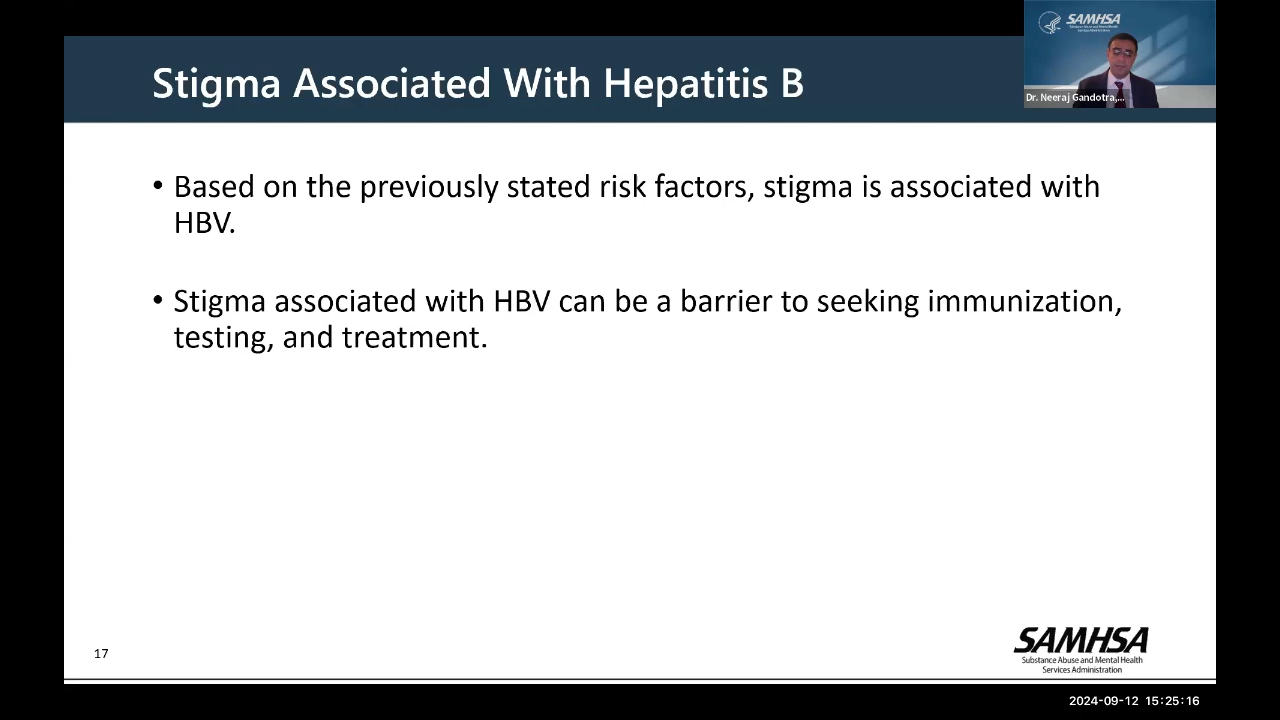 Stigma Associated With Hepatitis B
SAMHSA
Dr. Neeraj Gandotra,...
• Based on the previously stated risk factors, stigma is associated with
HBV.
• Stigma associated with HBV can be a barrier to seeking immunization,
testing, and treatment.
17
SAMHSA
Substance Abuse and Mental Health
Services Administration
2024-09-12 15:25:16